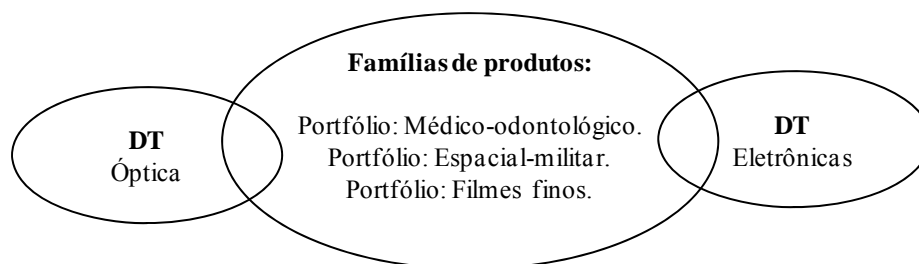 Famílias de produtos:
DT
Óptica
Portfólio: Médico-odontológico.
Portfólio: Espacial-militar.
Portfólio: Filmes finos.
DT
Eletrônicas